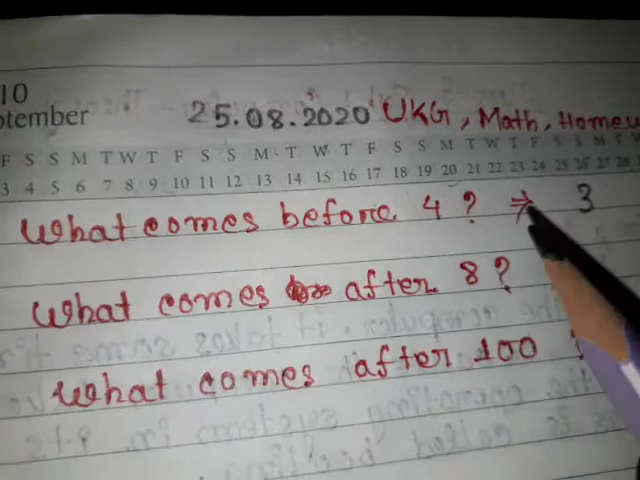 10
25.08.2020 UKG, Math, Homew
ptember
F S S M T W T F S S M T W T F S S M T W T F S S M T W
3 4 5 6 7 8 9 10 11 12 13 14 15 16 17 18 19 20 21 22 23 24 25 26 27 28
What comes before 4 ? → 3
What comes after 8 ?
What comes after 100